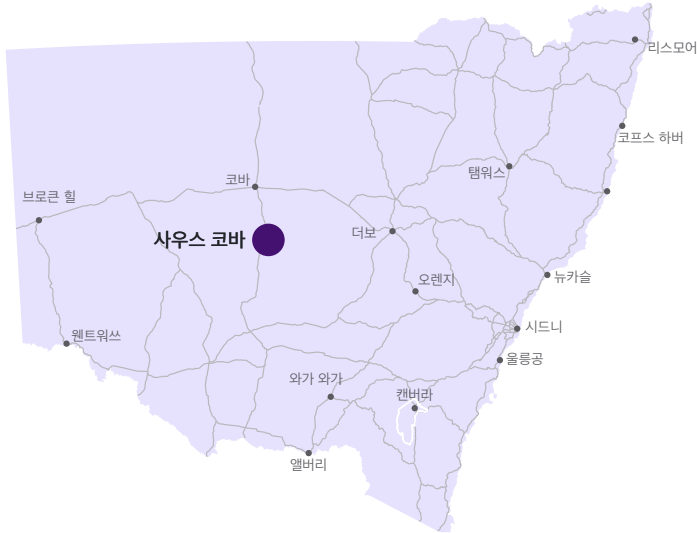 리스모어
코프스 하버
탬워스
코바
브로큰 힐
더보
사우스 코바
오렌지
뉴카슬
시드니
웬트워쓰
울릉공
와가 와가
캔버라
앨버리